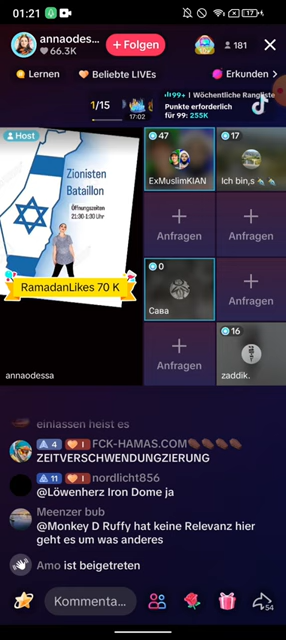 01:21
17
annaodes...
66.3K
+ Folgen
181
Lernen
Beliebte LIVEs
Erkunden >
1/15
17:02
99+ | Wöchentliche Rangliste
Punkte erforderlich
für 99: 255K
Host
Zionisten
Bataillon
Öffnungszeiten
21:30-1:30 Uhr
RamadanLikes 70 K
annaodessa
47
ExMuslimKIAN
17
Ich bin,s
Anfragen
Anfragen
0
Сава
Anfragen
Anfragen
16
zaddik.
einlassen heist es
4
I
FCK-HAMAS.COM
ZEITVERSCHWENDUNGZIERUNG
11
I
nordlicht856
@Löwenherz Iron Dome ja
Meenzer bub
@Monkey D Ruffy hat keine Relevanz hier
geht es um was anderes
Amo ist beigetreten
Kommenta...
54